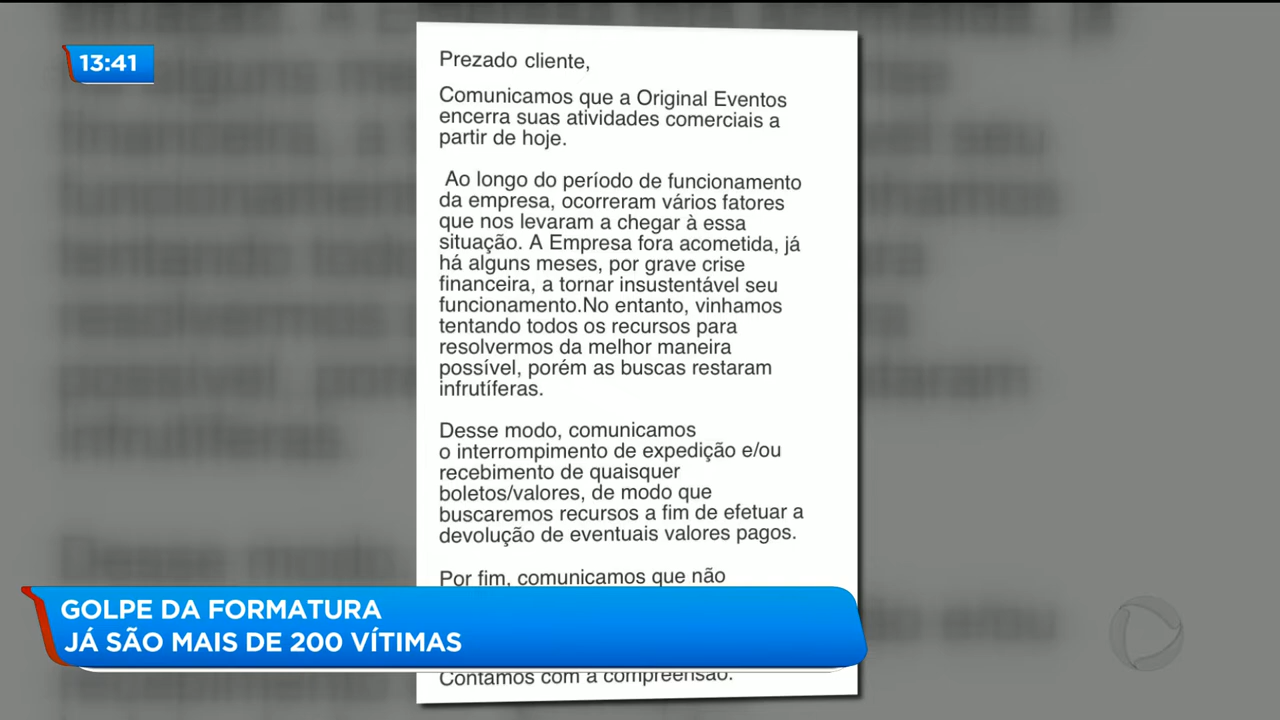 13:41
Prezado cliente,
Comunicamos que a Original Eventos
encerra suas atividades comerciais a
partir de hoje.
Ao longo do período de funcionamento
da empresa, ocorreram vários fatores
que nos levaram a chegar à essa
situação. A Empresa fora acometida, já
há alguns meses, por grave crise
financeira, a tornar insustentável seu
funcionamento.No entanto, vinhamos
tentando todos os recursos para
resolvermos da melhor maneira
possível, porém as buscas restaram
infrutíferas.
Desse modo, comunicamos
o interrompimento de expedição e/ou
recebimento de quaisquer
boletos/valores, de modo que
buscaremos recursos a fim de efetuar a
devolução de eventuais valores pagos.
Por fim, comunicamos que não
GOLPE DA FORMATURA
JÁ SÃO MAIS DE 200 VÍTIMAS
Contamos com a compreensão.